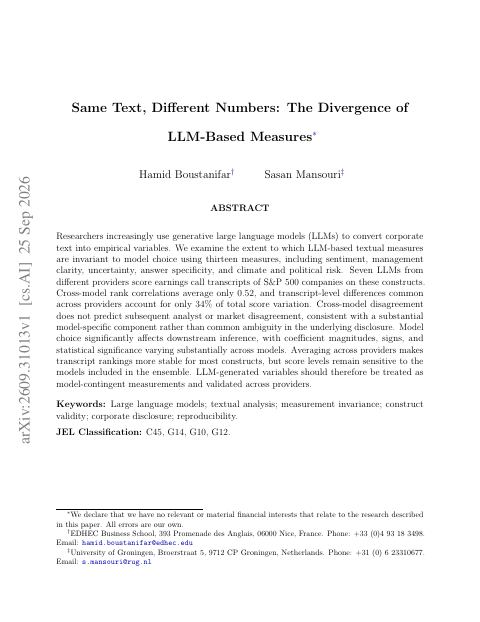 Same Text, Different Numbers: The Divergence of
LLM-Based Measures*
Hamid Boustanifar† Sasan Mansouri‡
ABSTRACT
Researchers increasingly use generative large language models (LLMs) to convert corporate
text into empirical variables. We examine the extent to which LLM-based textual measures
are invariant to model choice using thirteen measures, including sentiment, management
clarity, uncertainty, answer specificity, and climate and political risk. Seven LLMs from
different providers score earning call transcripts of S&P 500 companies on these constructs.
Cross-model rank correlations average only 0.52, and transcript-level differences common
across providers account for only 34% of total score variation. Cross-model disagreement
does not predict subsequent analyst or market disagreement, consistent with a substantial
model-specific component rather than common ambiguity in the underlying disclosure. Model
choice significantly affects downstream inference, with coefficient magnitudes, signs, and
statistical significance varying substantially across models. Averaging across providers makes
transcript rankings more stable for most constructs, but score levels remain sensitive to the
models included in the ensemble. LLM-generated variables should therefore be treated as
model-contingent measurements and validated across providers.
Keywords: Large language models; textual analysis; measurement invariance; construct
validity; corporate disclosure; reproducibility.
JEL Classification: C45, G14, G10, G12.
*We declare that we have no relevant or material financial interests that relate to the research described
in this paper. All errors are our own.
†EDHEC Business School, 393 Promenade des Anglais, 06000 Nice, France. Phone: +33 (0)4 93 18 3498.
Email: hamid.boustanifar@edhec.edu
‡University of Groningen, Broerstraat 5, 9712 CP Groningen, Netherlands. Phone: +31 (0) 6 23310677.
Email: s.mansouri@rug.nl
arXiv:2609.31013v1 [cs.AI] 25 Sep 2026